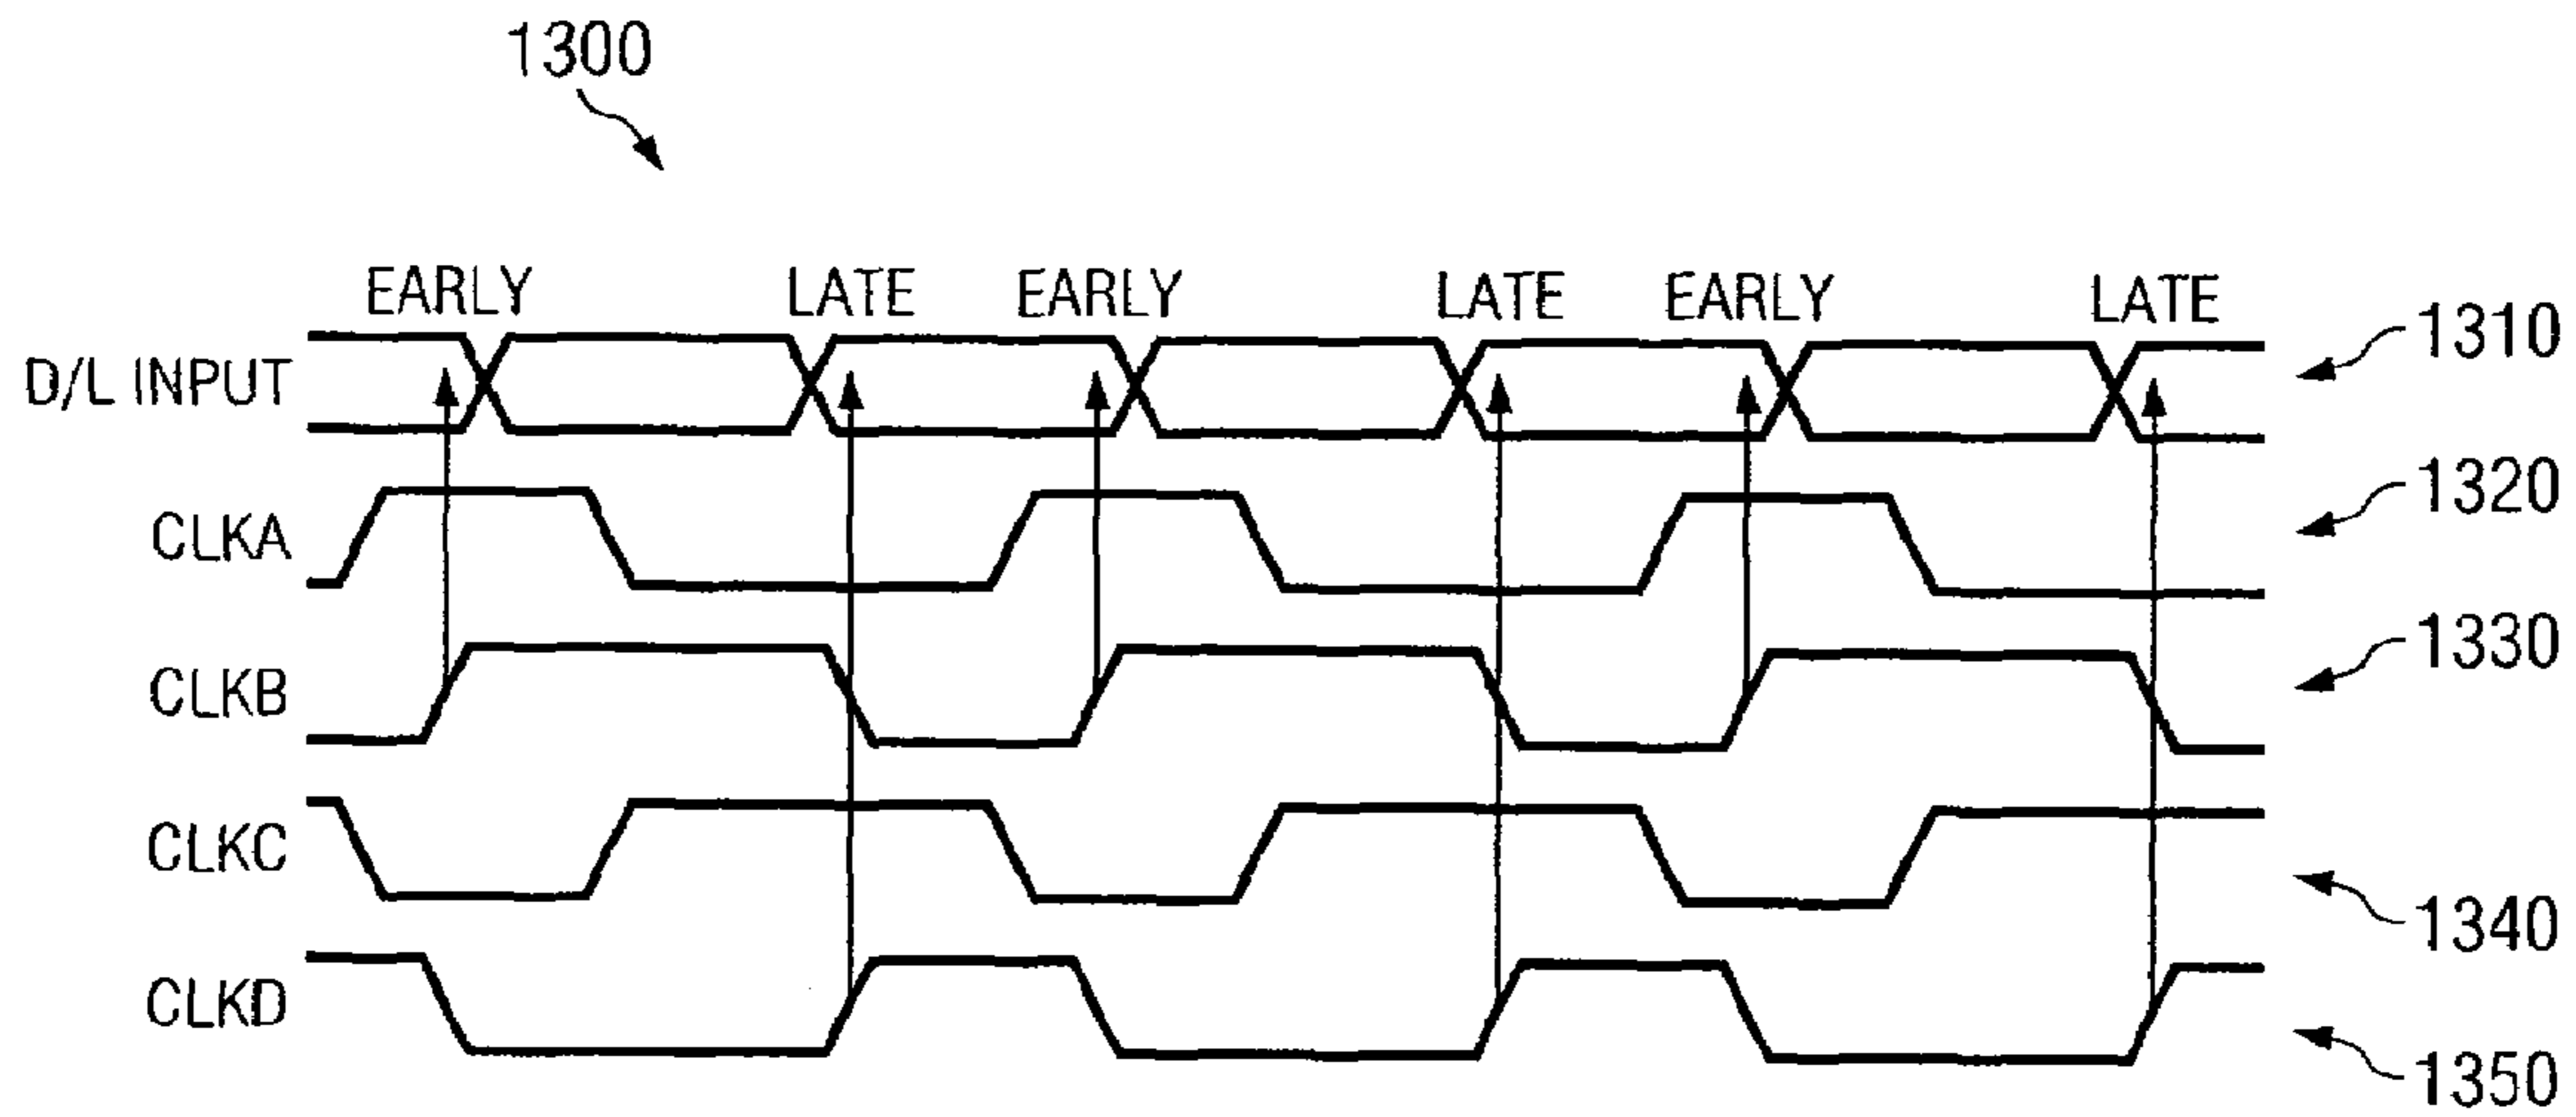 1300
EARLY LATE EARLY LATE EARLY LATE
D/L INPUT 1310
CLKA 1320
CLKB 1330
CLKC 1340
CLKD 1350